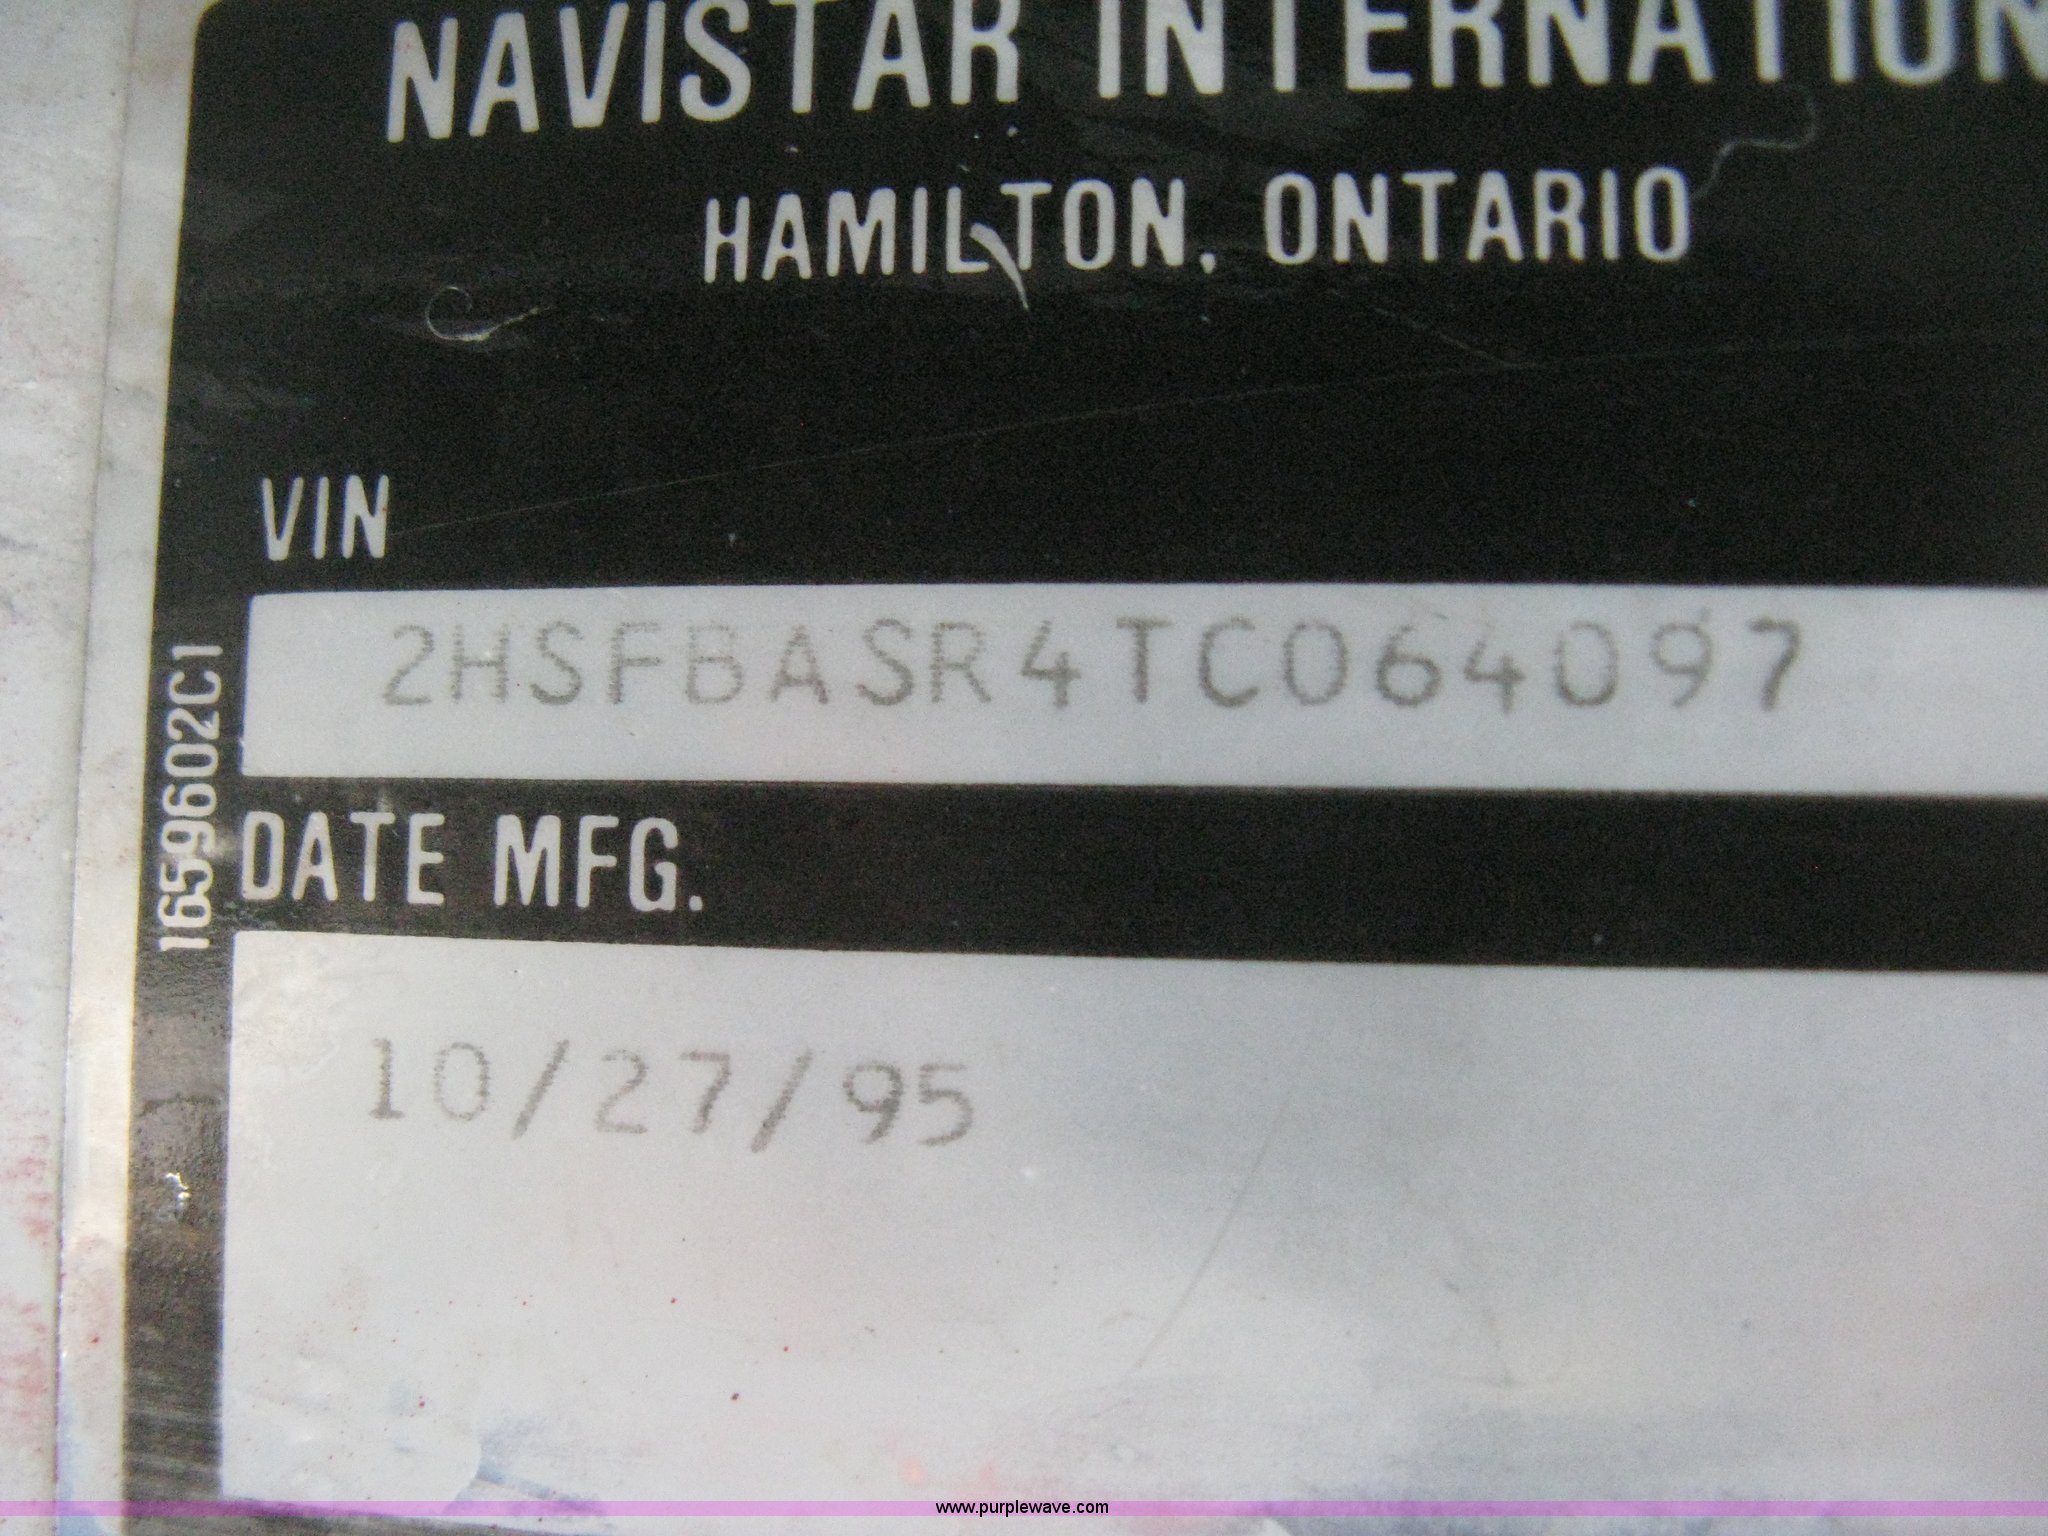 NAVISTAR INTERNATION
HAMILTON, ONTARIO
VIN
2HSFBASR4TC064097
1659602C1
DATE MFG.
10/27/95
www.purplewave.com